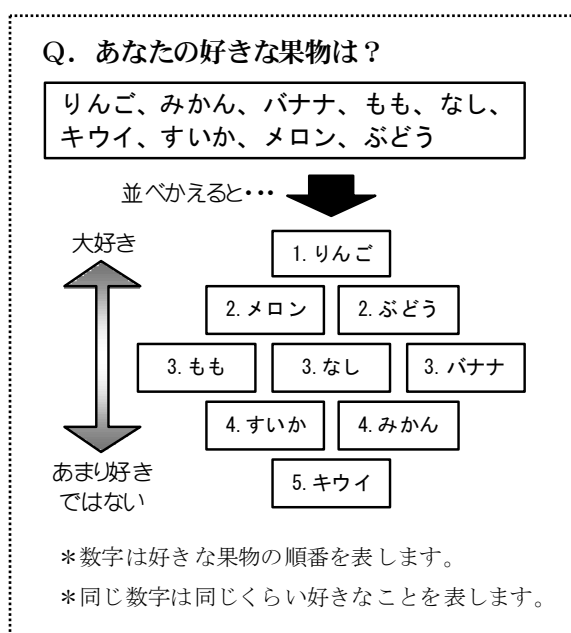 Q．あなたの好きな果物は？
りんご、みかん、バナナ、もも、なし、
キウイ、すいか、メロン、ぶどう
並べかえると・・・
大好き
1.りんご
2.メロン 2.ぶどう
3.もも 3.なし 3.バナナ
4.すいか 4.みかん
5.キウイ
あまり好き
ではない
＊数字は好きな果物の順番を表します。
＊同じ数字は同じくらい好きなことを表します。